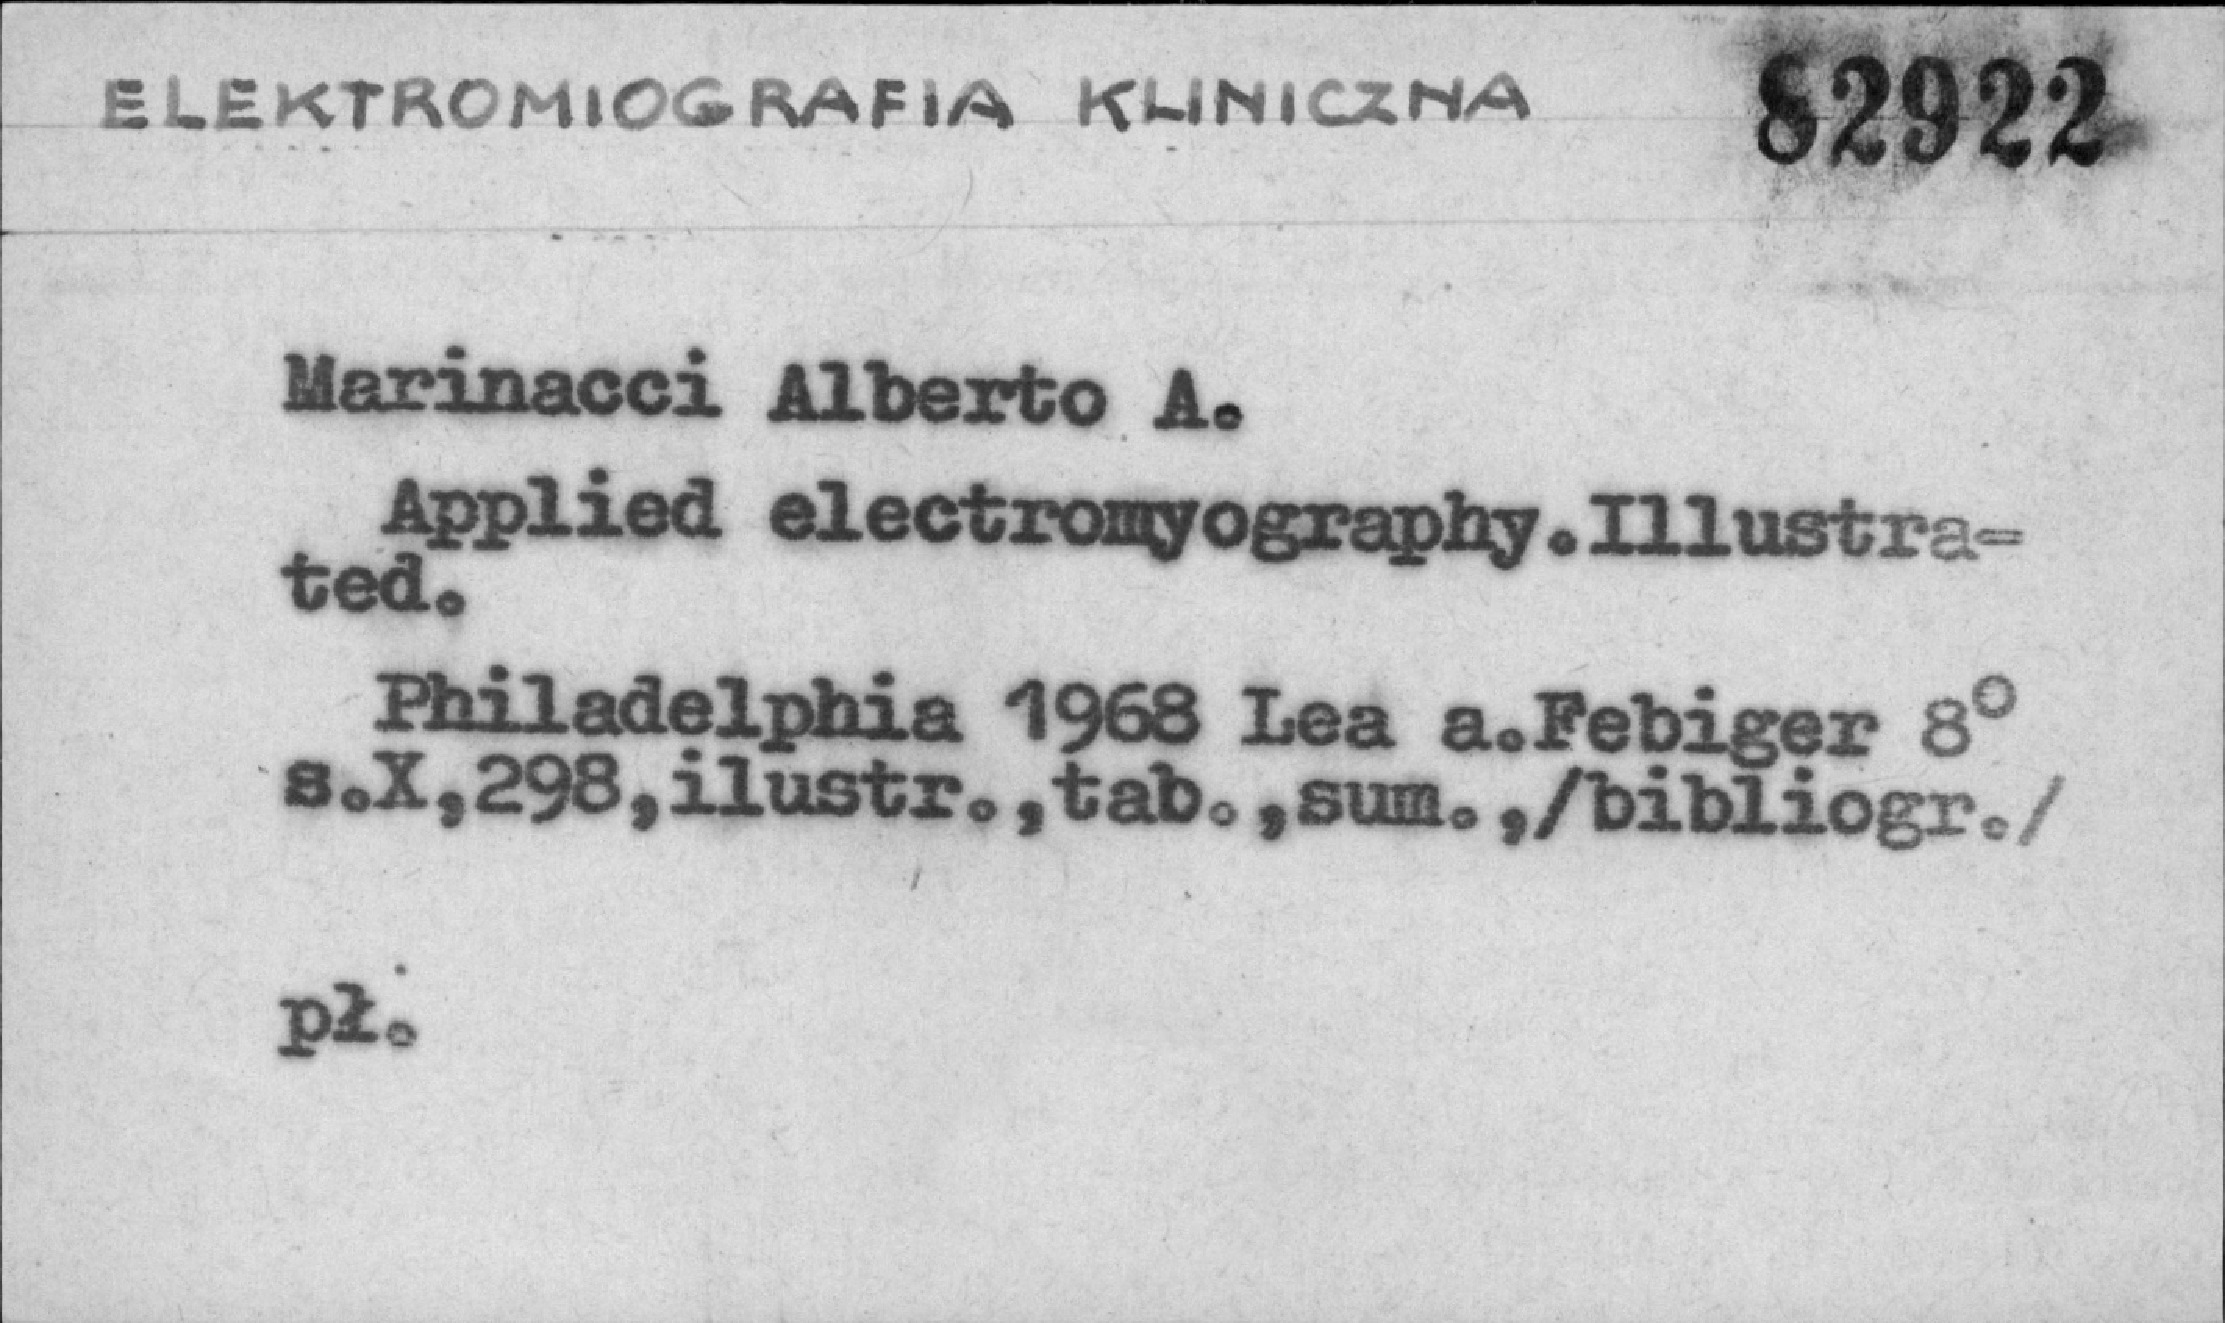 ELEKTROMIOGRAFIA KLINICZNA 82922
Marinacci Alberto A.
Applied electromyography.Illustra=
ted.
Philadelphia 1968 Lea a.Febiger 8°
s.X,298,ilustr.,tab.,sum.,/bibliogr./
pł.